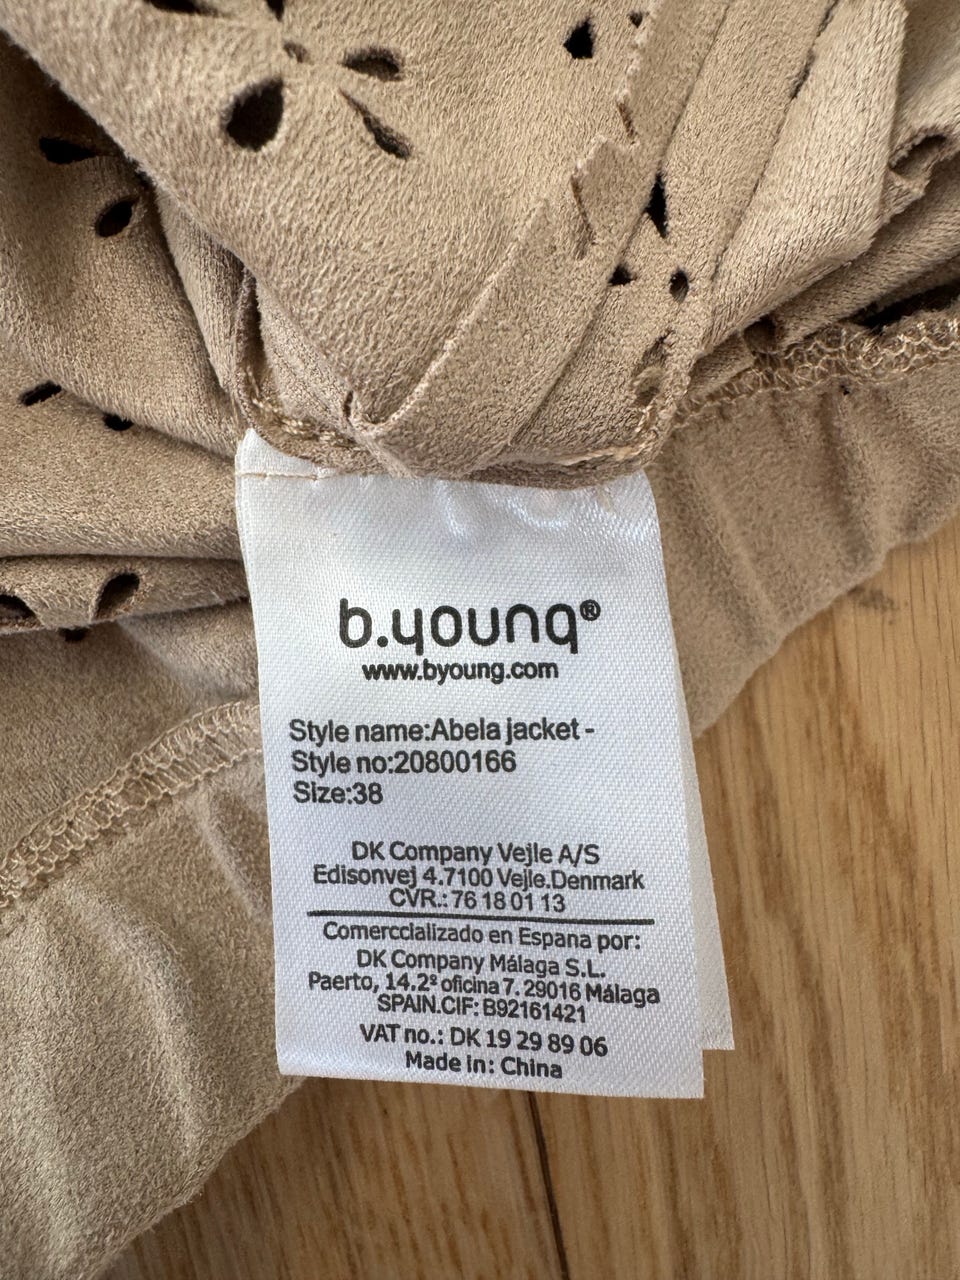 b.young®
www.byoung.com
Style name:Abela jacket -
Style no:20800166
Size:38
DK Company Vejle A/S
Edisonvej 4.7100 Vejle.Denmark
CVR.: 76 18 01 13
Comercclalizado en Espana por:
DK Company Málaga S.L.
Paerto, 14.2º oficina 7. 29016 Málaga
SPAIN.CIF: B92161421
VAT no.: DK 19 29 89 06
Made in: China